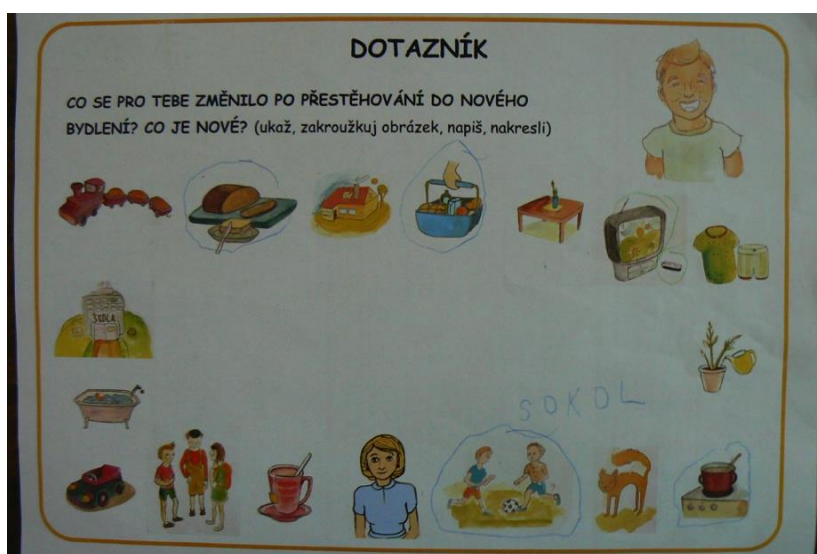 DOTAZNÍK
CO SE PRO TEBE ZMĚNILO PO PŘESTĚHOVÁNÍ DO NOVÉHO
BYDLENÍ? CO JE NOVÉ? (ukaž, zakroužkuj obrázek, napiš, nakresli)
ŠKOLA
SOKOL